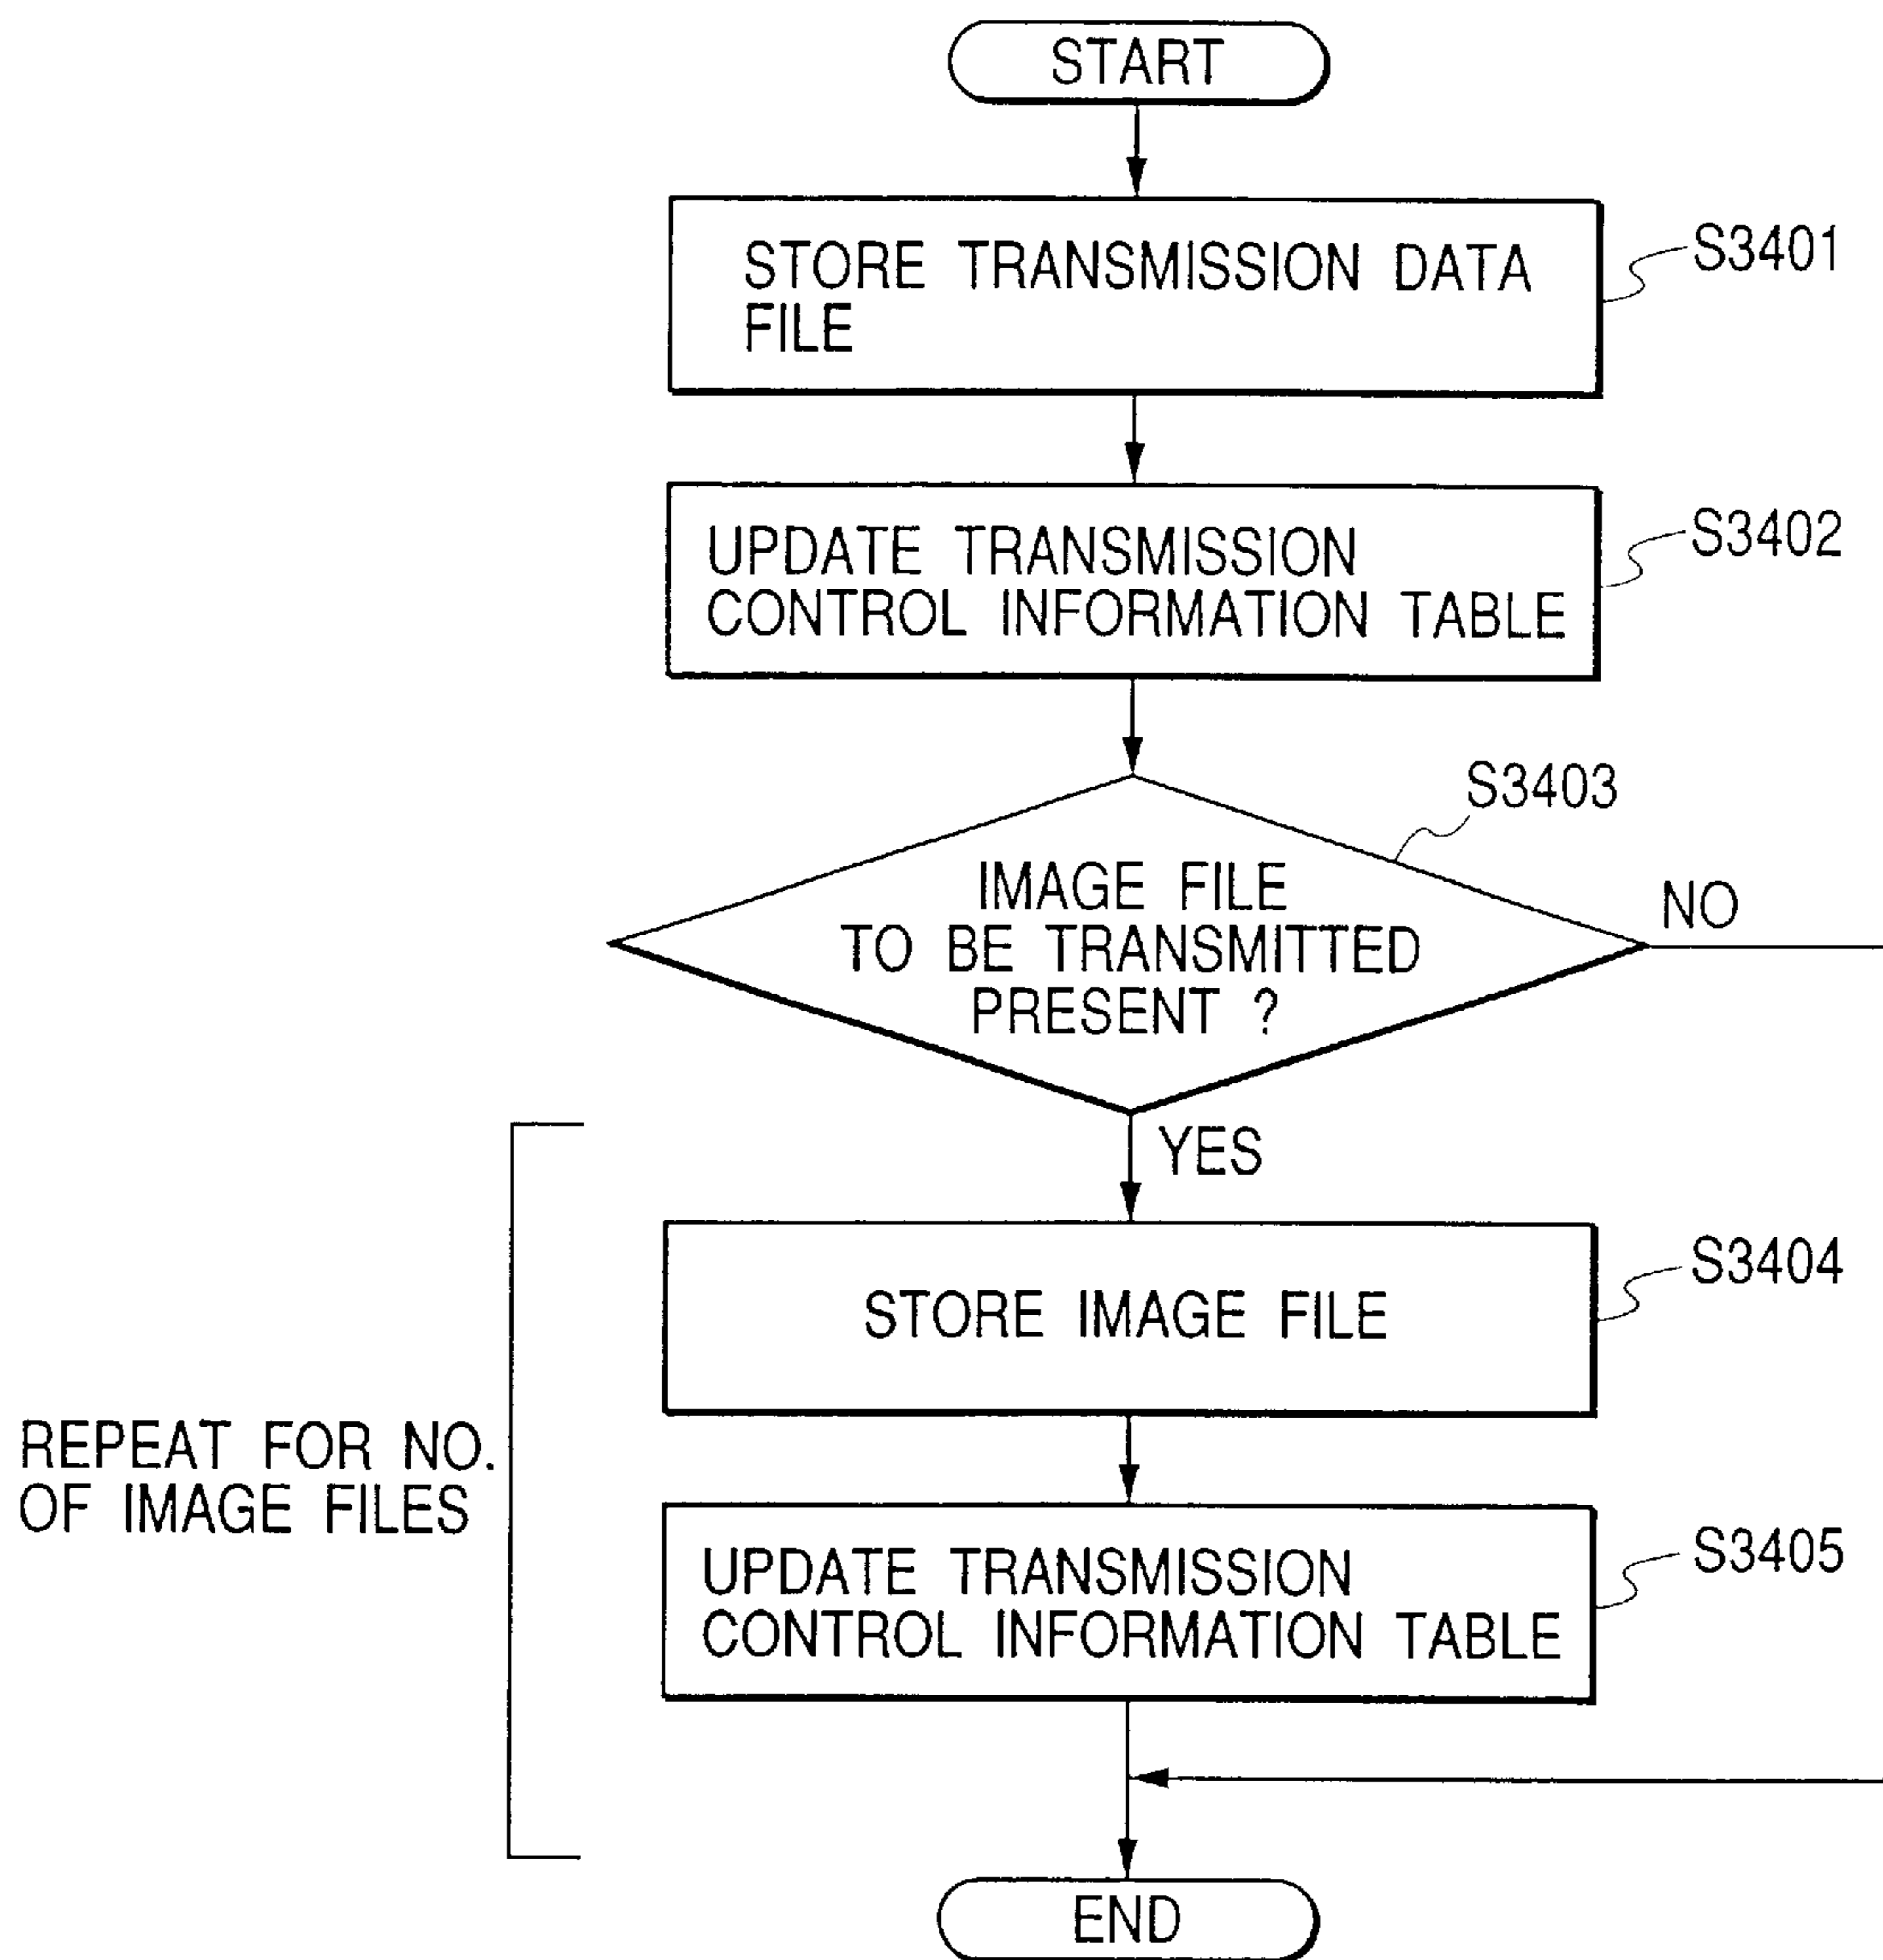 START
STORE TRANSMISSION DATA
FILE
S3401
UPDATE TRANSMISSION
CONTROL INFORMATION TABLE
S3402
S3403
IMAGE FILE
TO BE TRANSMITTED
PRESENT ?
NO
YES
STORE IMAGE FILE
S3404
REPEAT FOR NO.
OF IMAGE FILES
UPDATE TRANSMISSION
CONTROL INFORMATION TABLE
S3405
END